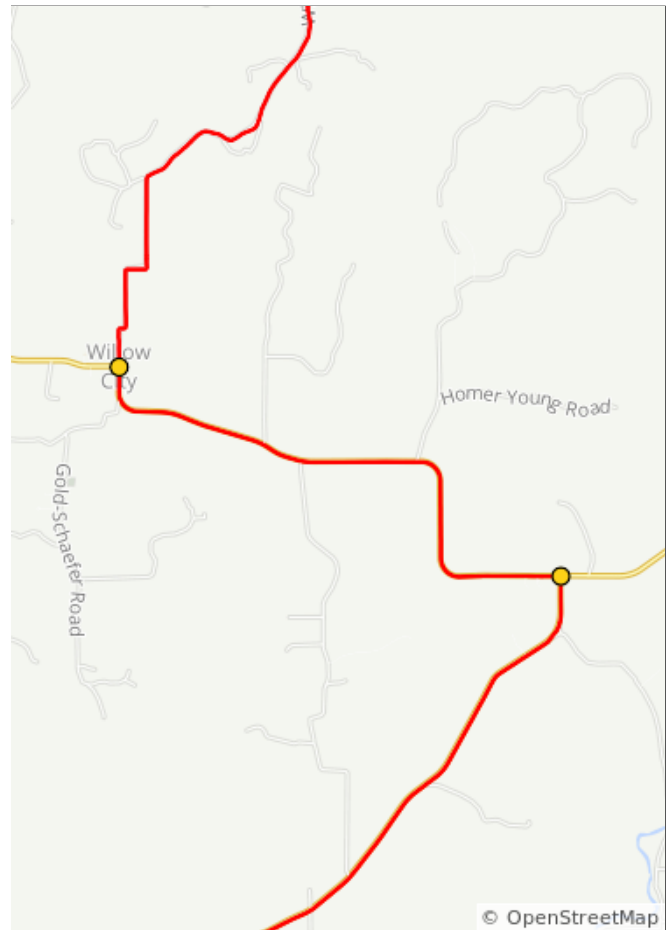 Willow
City
Homer Young Road
Gold-Schaefer Road
© OpenStreetMap